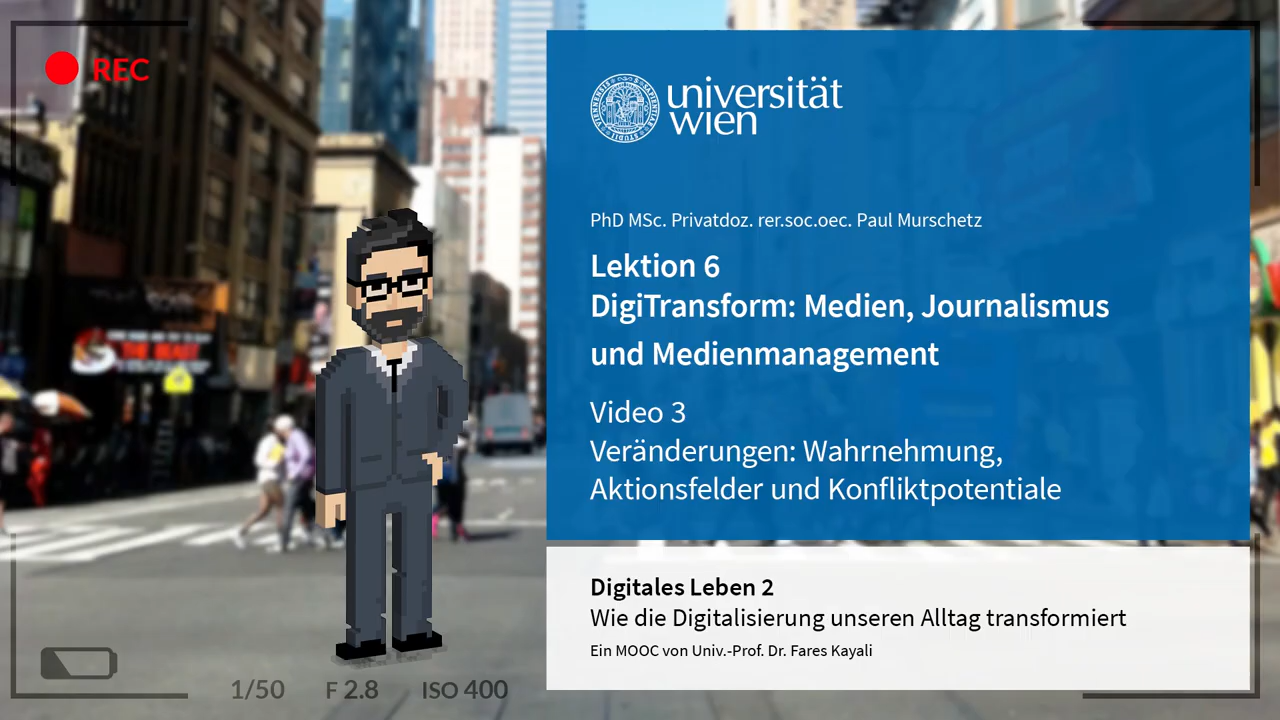 REC
universität
wien
PhD MSc. Privatdoz. rer.soc.oec. Paul Murschetz
Lektion 6
DigiTransform: Medien, Journalismus
und Medienmanagement
Video 3
Veränderungen: Wahrnehmung,
Aktionsfelder und Konfliktpotentiale
Digitales Leben 2
Wie die Digitalisierung unseren Alltag transformiert
Ein MOOC von Univ.-Prof. Dr. Fares Kayali
1/50 F 2.8 ISO 400